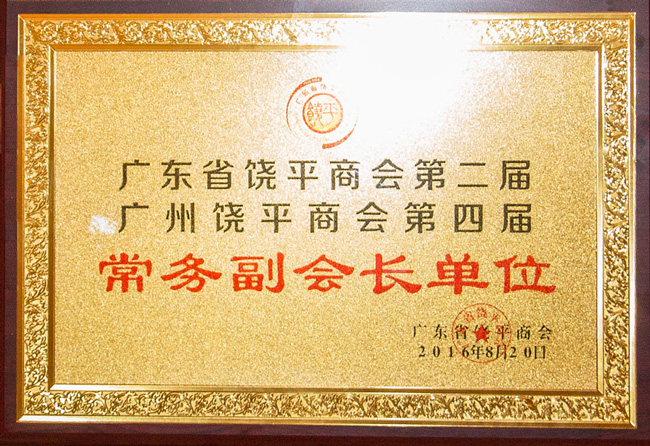 饶平
广东省饶平商会第二届
广州饶平商会第四届
常务副会长单位
广东省饶平商会
2016年8月20日